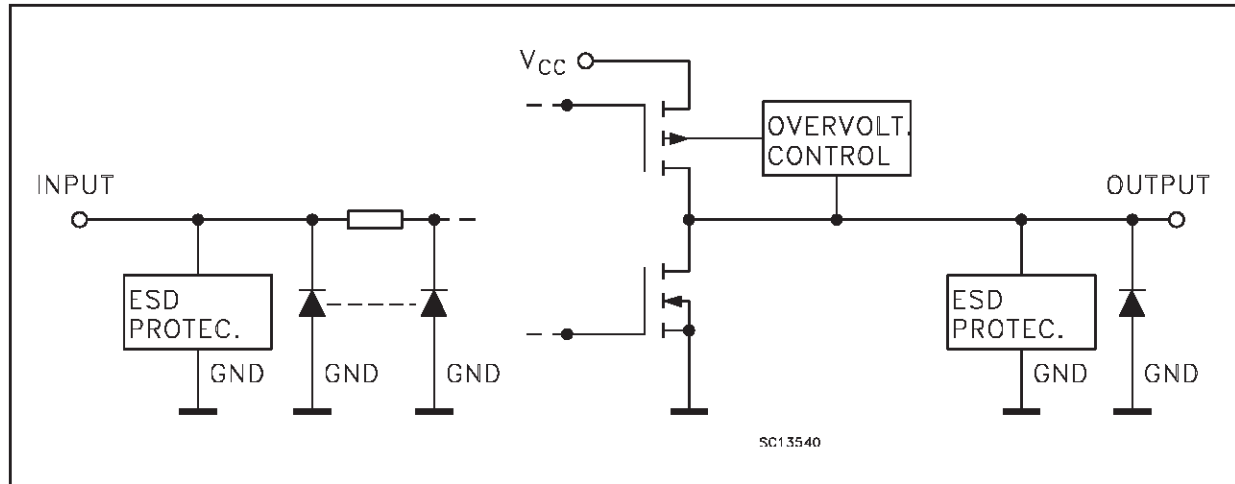 V_CC
OVERVOLT.
CONTROL
INPUT
OUTPUT
ESD
PROTEC.
GND
GND
GND
ESD
PROTEC.
GND
GND
SC13540